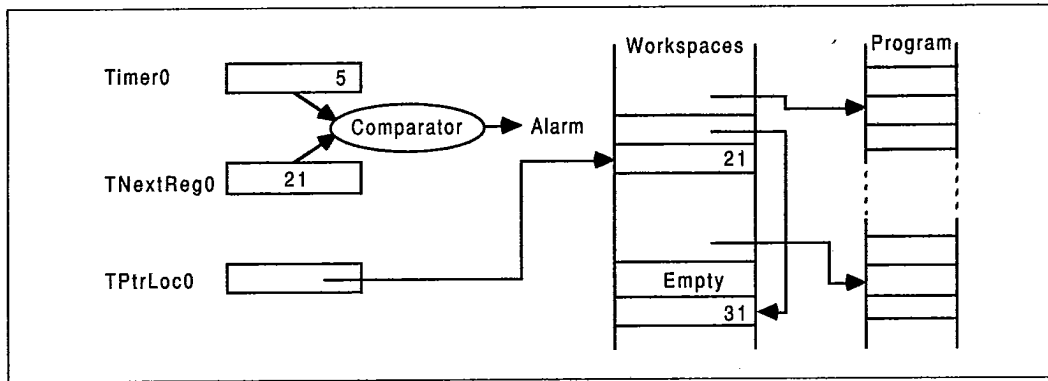 Workspaces
Program
Timer0
5
Comparator
Alarm
TNextReg0
21
21
TPtrLoc0
Empty
31